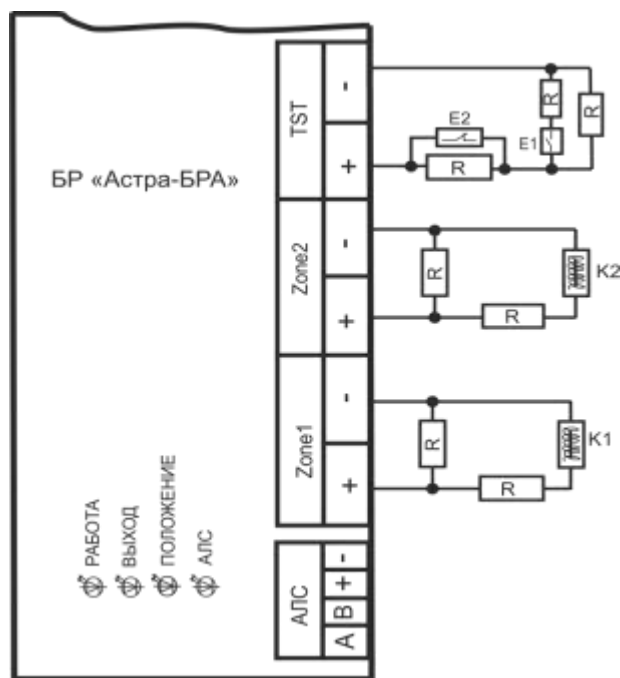 БР «Астра-БРА»
TST
-
+
Zone2
-
+
Zone1
-
+
АЛС
-
+
B
A
E2
R
E1
R
R
R
R
K2
R
R
K1
РАБОТА
ВЫХОД
ПОЛОЖЕНИЕ
АЛС